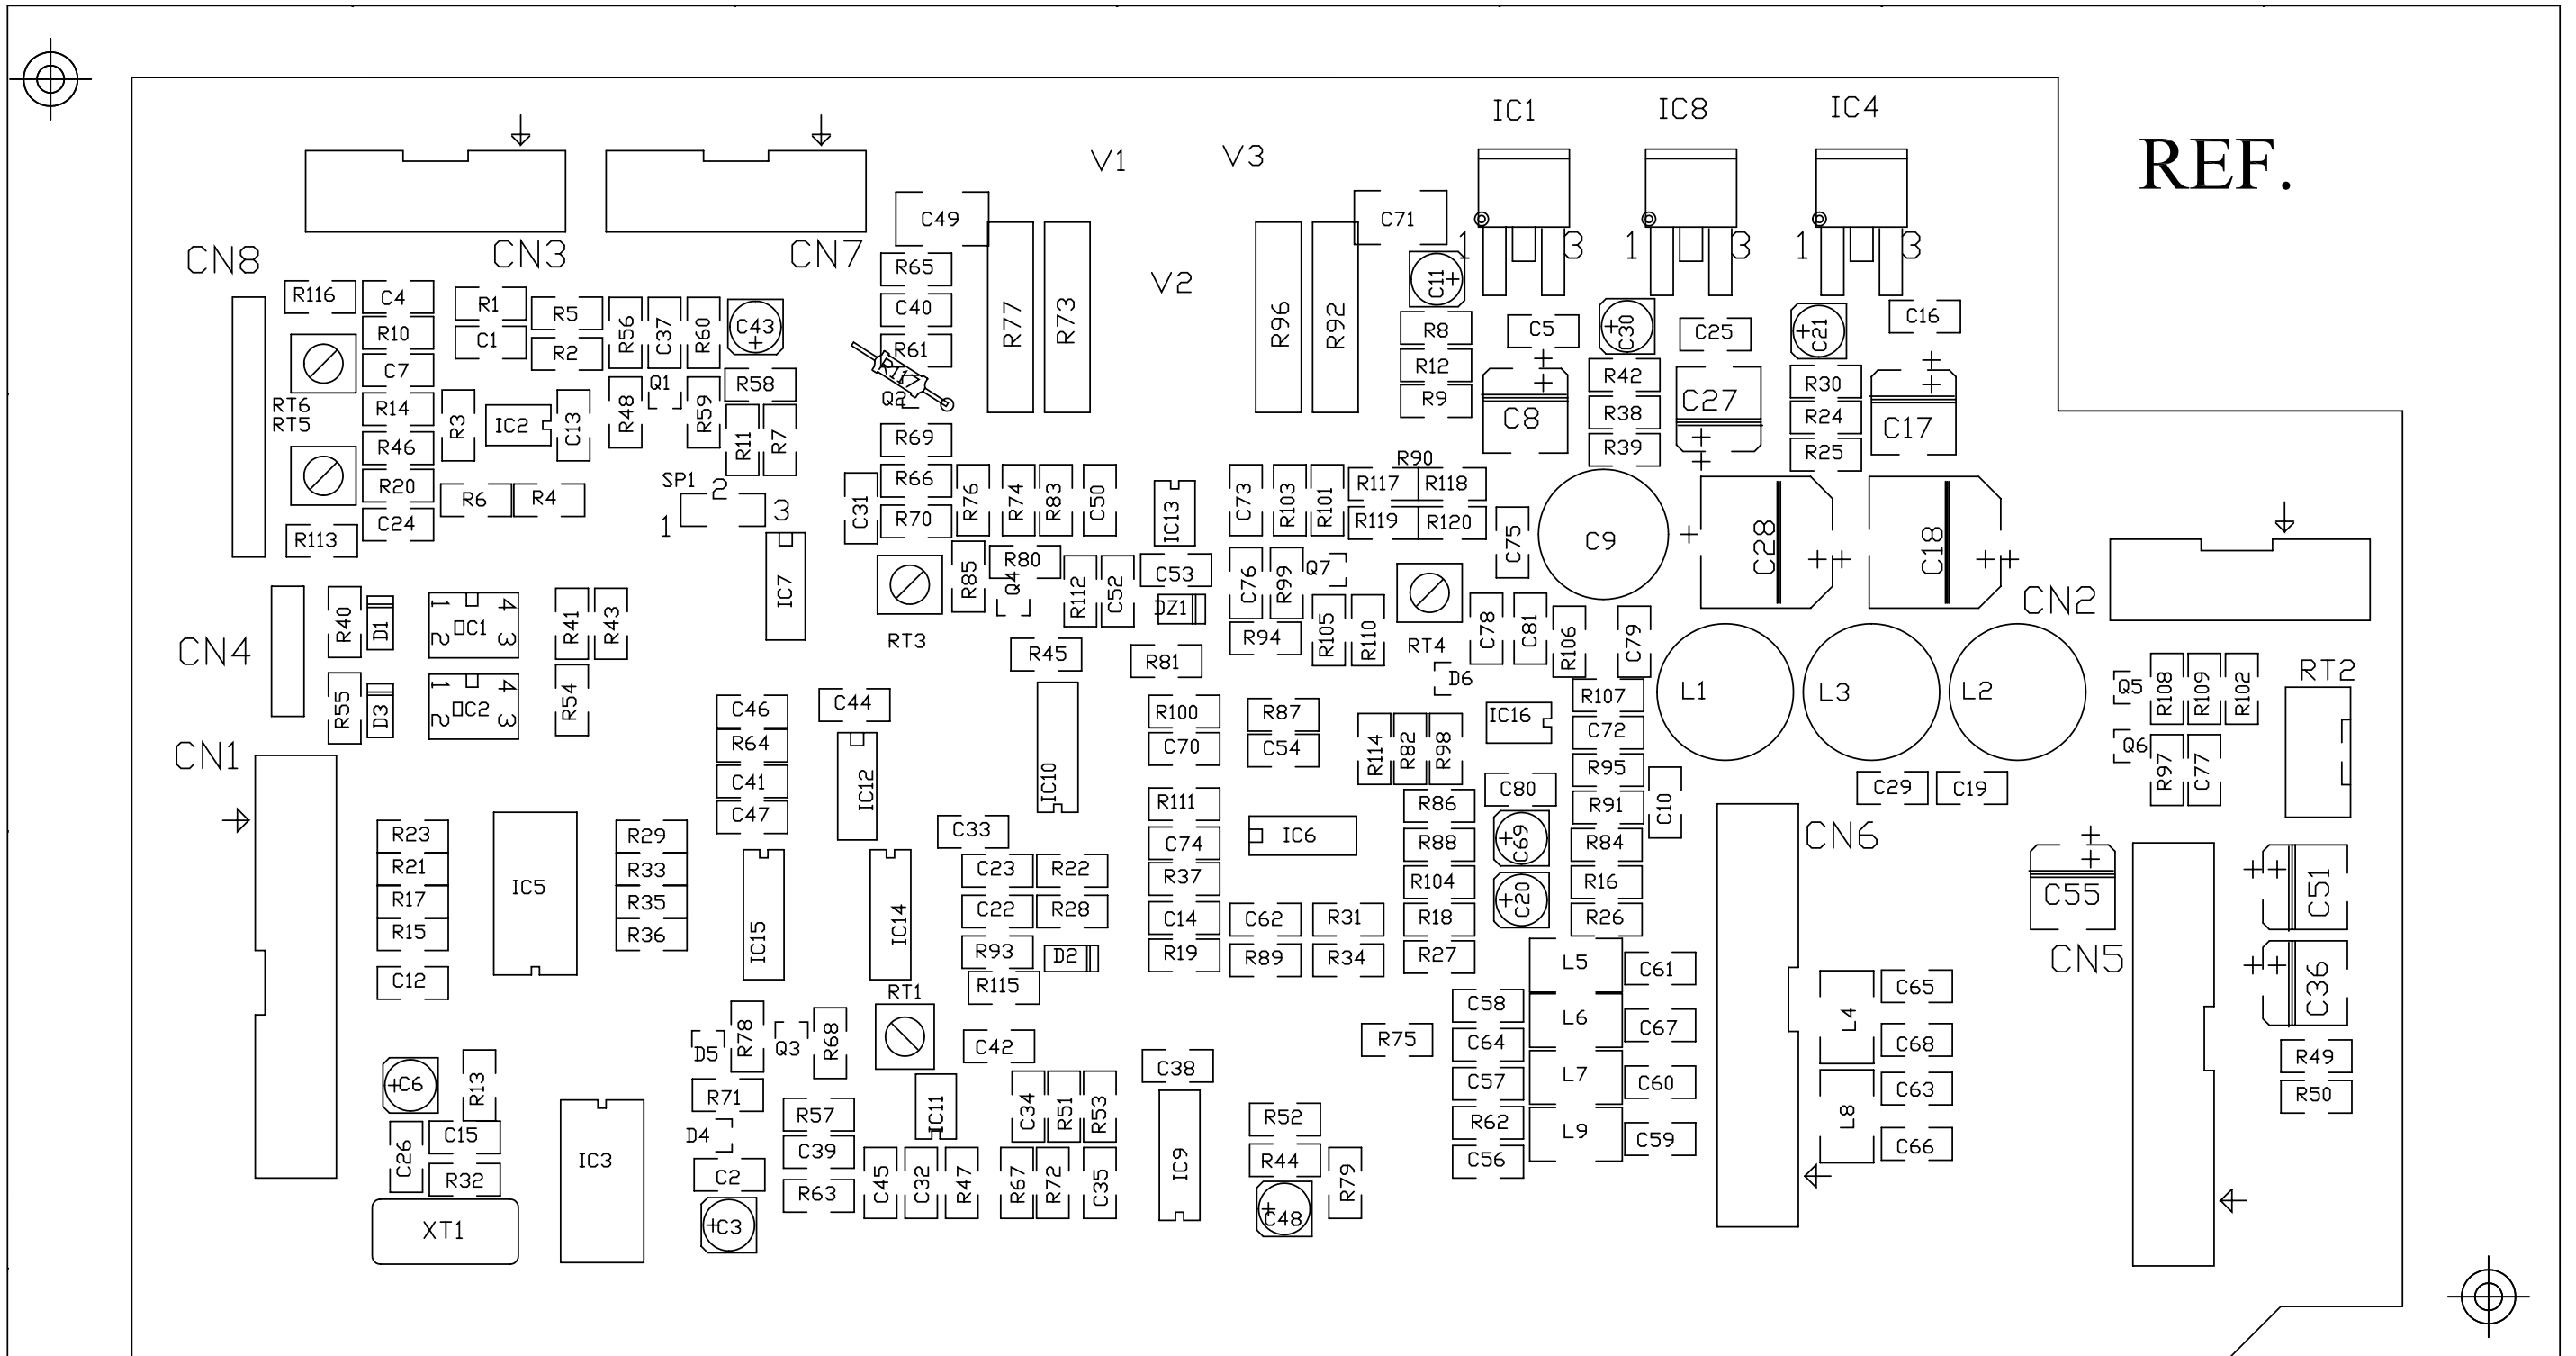 IC1 IC8 IC4
REF.
V1 V3
C49 C71
CN8 CN3 CN7 1 3 1 3 1 3
R65 V2 C11
R116 C4 R1 R5 R56 C37 R60 C43 C40 R77 R73 R96 R92 R8 C5 C30 C25 C21 C16
R10 C1 R2 R61
C7 R58 R117 R12 R42 R30
RT6 R14 Q1 Q2 R9 C8 R38 C27 R24 C17
RT5 R3 IC2 C13 R48 R59 R11 R7
R46 R69 R39 R25
R90
R20 R6 R4 SP1 2 R66 R76 R74 R83 C50 C73 R103 R101 R117 R118
C24 1 3 C31 R70 IC13 R119 R120 C75 C9 C28 C18
R113
R80 C53 Q7
IC7 R85 Q4 R112 C52 DZ1 C76 R99 CN2
R40 D1 1 2 OC1 4 3 R41 R43 RT3 R94 R105 R110 RT4 C78 C81 R106 C79
CN4 R45 R81 D6
R55 D3 1 2 OC2 4 3 R54 L1 L3 L2 Q5 R108 R109 R102 RT2
C46 C44 R100 R87 IC16 R107
CN1 R64 C70 C54 R114 R82 R98 C72 Q6
C41 IC12 IC10 R95 R97 C77
C47 R111 R86 C80 R91 C10 C29 C19
R23 R29 C33 IC6 C69 CN6
R21 R33 C23 R22 C74 R88 R84
IC5 R37 R104 R16 C55 C51
R17 R35 C22 R28 C20
R15 R36 IC15 IC14 C14 C62 R31 R18 R26
R93 D2 R19 R89 R34 R27 L5 C61 CN5
C12 R115 C65 C36
RT1 C58 L6
D5 R78 Q3 R68 C42 R75 C64 C67 L4 C68
C38 R49
C6 R13 R71 C57 L7 C60 C63
R57 IC11 C34 R51 R53 R52 R62 L8 R50
C15 D4 C39 L9 C59 C66
C26 IC3 R44 C56
R32 C2 R63 C45 C32 R47 R67 R72 C35 IC9 R79
XT1 C3 C48